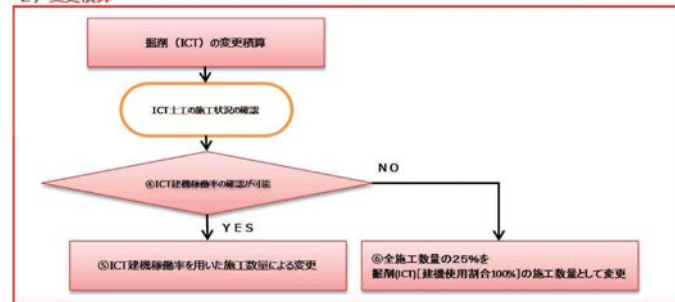 掘削（ICT）の変更積算
ICT土工の施工状況の確認
④ICT建機稼働率の確認が可能
NO
YES
⑤ICT建機稼働率を用いた施工数量による変更
⑥全施工数量の25%を
掘削(ICT)[建機使用割合100%]の施工数量として変更